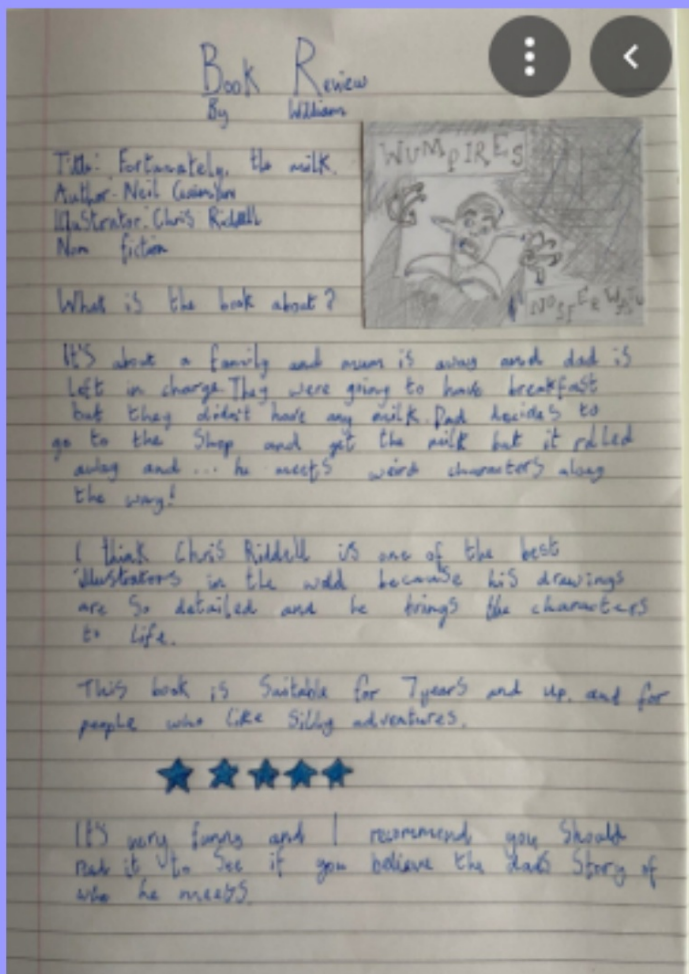 Book Review
By William
WUMPIRES
Title: Fortunately, the milk.
Author: Neil
Illustrator: Chris Riddell
Non fiction
What is the book about?
It's about a family and mum is away and dad is
left in charge. They were going to have breakfast
but they didn't have any milk. Dad decides to
go to the Shop and get the milk but it
away and ... he meets weird characters along
the way!
I think Chris Riddell is one of the best
illustrators in the because his drawings
are so detailed and he brings the characters
to life.
This book is Suitable for 7 years and up. and for
people who like silly adventures.
It's very funny and I recommend you Should
read it to See if you believe the dads Story of
who he meets.